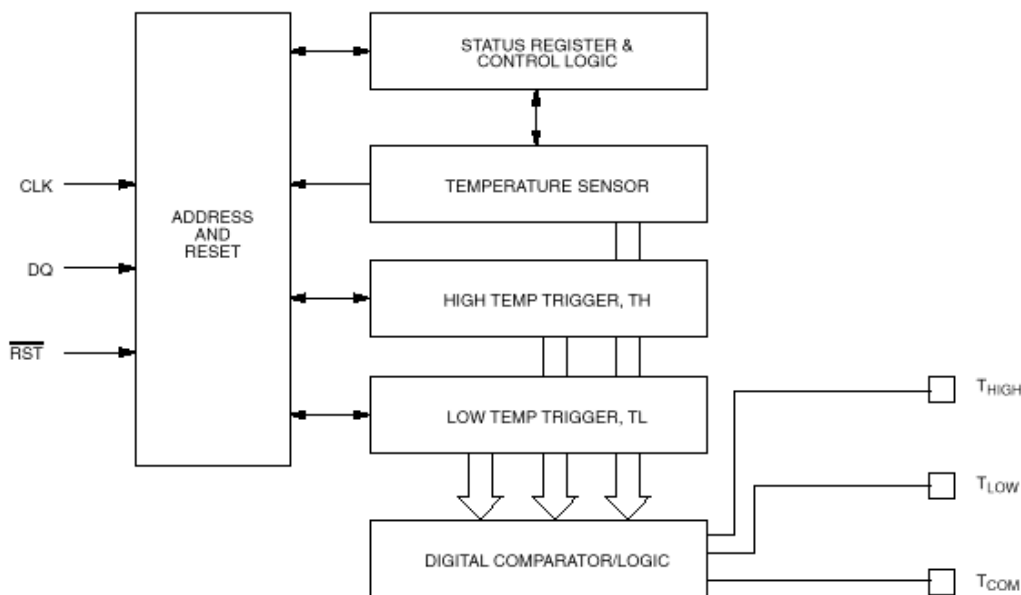 STATUS REGISTER &
CONTROL LOGIC
CLK
TEMPERATURE SENSOR
ADDRESS
AND
RESET
DQ
HIGH TEMP TRIGGER, TH
RST
LOW TEMP TRIGGER, TL
THIGH
TLOW
DIGITAL COMPARATOR/LOGIC
TCOM